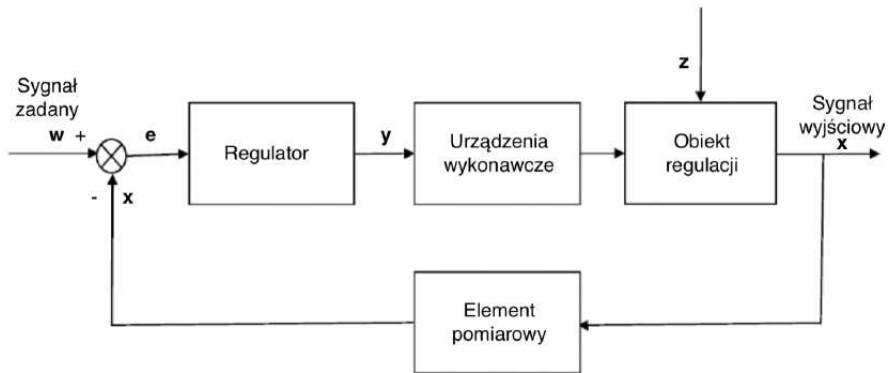 Sygnał
zadany
w +
e
Regulator
y
Urządzenia
wykonawcze
z
Obiekt
regulacji
Sygnał
wyjściowy
x
- x
Element
pomiarowy